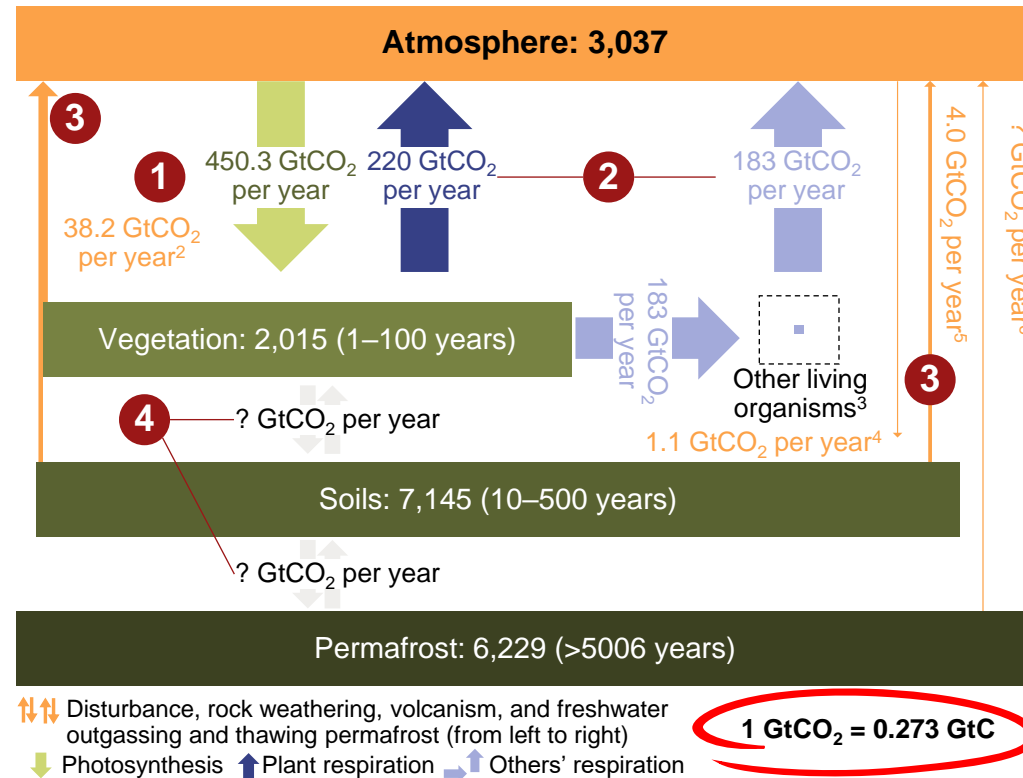 Atmosphere: 3,037
3
1
450.3 GtCO₂
per year
220 GtCO₂
per year
2
183 GtCO₂
per year
38.2 GtCO₂
per year²
4.0 GtCO₂ per year⁵
? GtCO₂ per year
183 GtCO₂
per year
Vegetation: 2,015 (1–100 years)
Other living
organisms³
3
4
? GtCO₂ per year
1.1 GtCO₂ per year⁴
Soils: 7,145 (10–500 years)
? GtCO₂ per year
Permafrost: 6,229 (>5006 years)
Disturbance, rock weathering, volcanism, and freshwater
outgassing and thawing permafrost (from left to right)
Photosynthesis Plant respiration Others’ respiration
1 GtCO₂ = 0.273 GtC